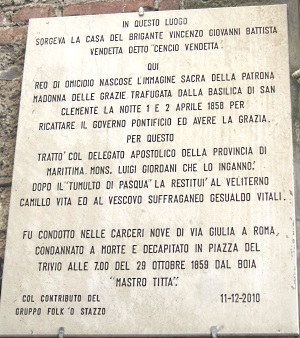 IN QUESTO LUOGO
SORGEVA LA CASA DEL BRIGANTE VINCENZO GIOVANNI BATTISTA
VENDETTA DETTO "CENCIO VENDETTA".
QUI
REO DI OMICIDIO NASCOSE L'IMMAGINE SACRA DELLA PATRONA
MADONNA DELLE GRAZIE, TRAFUGATA DALLA BASILICA DI SAN
CLEMENTE LA NOTTE 1 E 2 APRILE 1858 PER
RICATTARE IL GOVERNO PONTIFICIO ED AVERE LA GRAZIA.
PER QUESTO
TRATTO' COL DELEGATO APOSTOLICO DELLA PROVINCIA DI
MARITTIMA, MONS. LUIGI GIORDANI CHE LO INGANNO'.
DOPO IL "TUMULTO DI PASQUA" LA RESTITUI' AL VELITERNO
CAMILLO VITA ED AL VESCOVO SUFFRAGANEO GESUALDO VITALI.
FU CONDOTTO NELLE CARCERI NOVE DI VIA GIULIA A ROMA,
CONDANNATO A MORTE E DECAPITATO IN PIAZZA DEL
TRIVIO ALLE 7.00 DEL 29 OTTOBRE 1859 DAL BOIA
"MASTRO TITTA".
COL CONTRIBUTO DEL 11-12-2010
GRUPPO FOLK 'O STAZZO